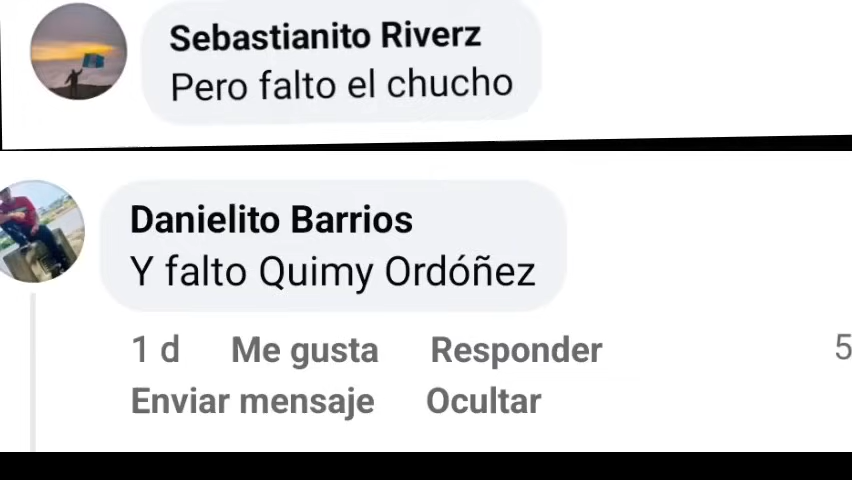 Sebastianito Riverz
Pero falto el chucho
Danielito Barrios
Y falto Quimy Ordóñez
1 d Me gusta Responder 5
Enviar mensaje Ocultar